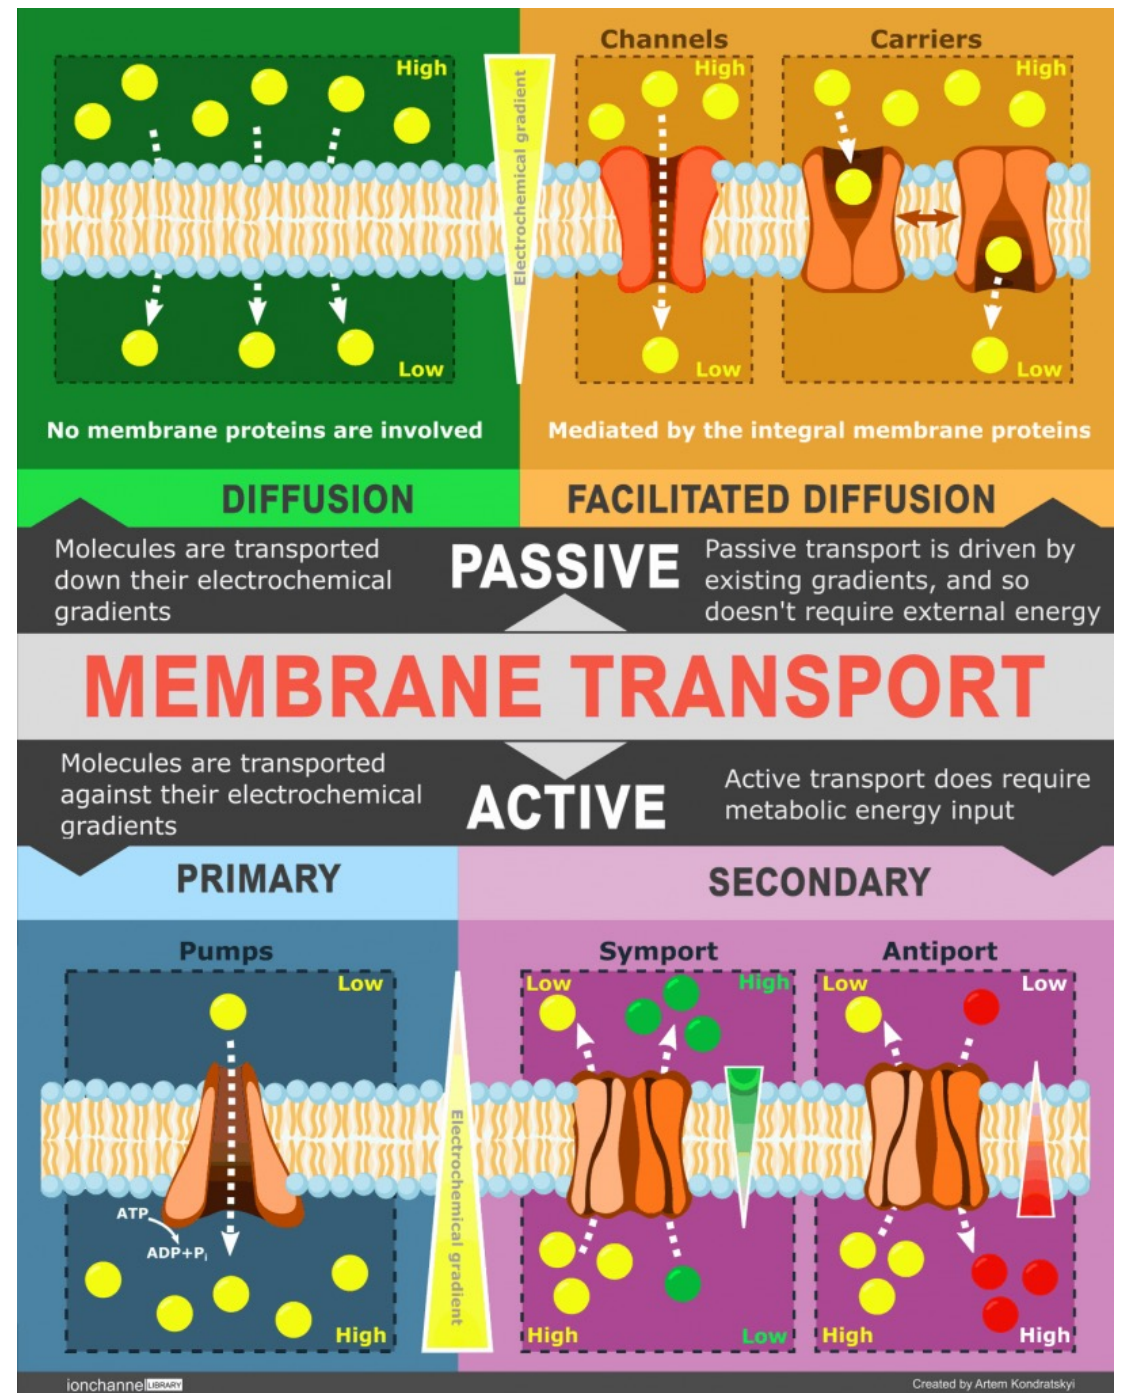 Channels
Carriers
High
High
High
Electrochemical gradient
Low
Low
Low
No membrane proteins are involved
Mediated by the integral membrane proteins
DIFFUSION
FACILITATED DIFFUSION
Molecules are transported
down their electrochemical
gradients
PASSIVE
Passive transport is driven by
existing gradients, and so
doesn't require external energy
MEMBRANE TRANSPORT
Molecules are transported
against their electrochemical
gradients
ACTIVE
Active transport does require
metabolic energy input
PRIMARY
SECONDARY
Pumps
Symport
Antiport
Low
Low
High
Low
Low
Electrochemical gradient
ATP
ADP+Pi
High
High
Low
High
High
ionchannel LIBRARY
Created by Artem Kondratskyi